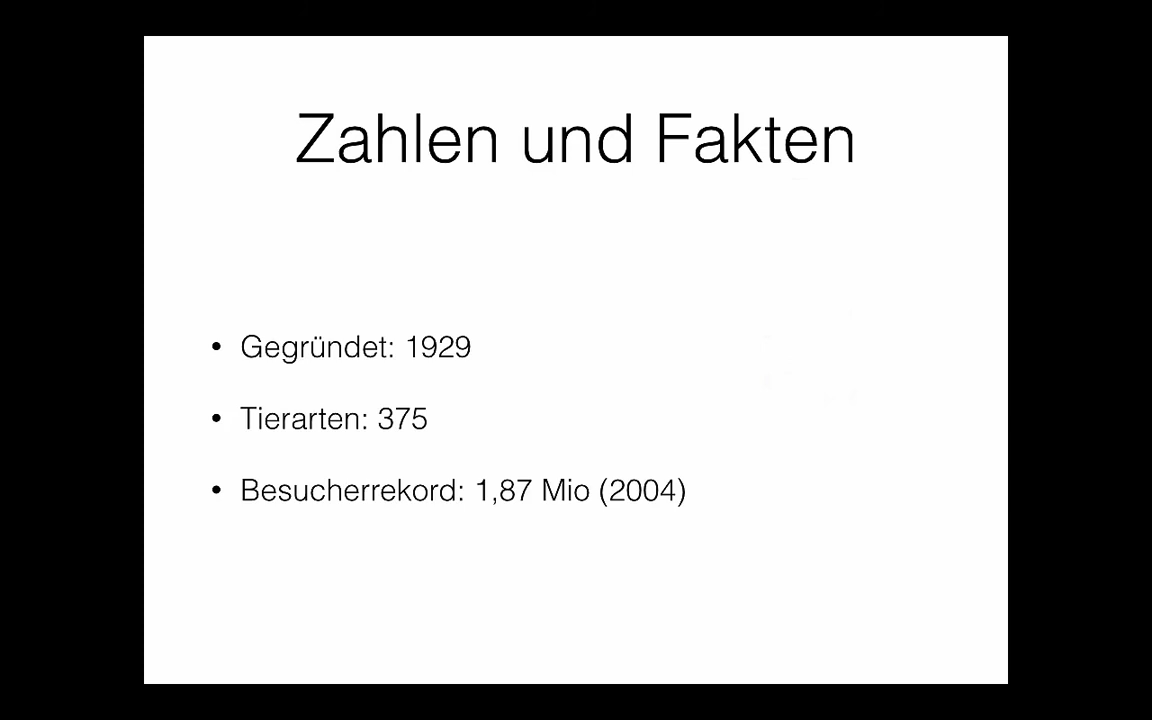 Zahlen und Fakten
• Gegründet: 1929
• Tierarten: 375
• Besucherrekord: 1,87 Mio (2004)